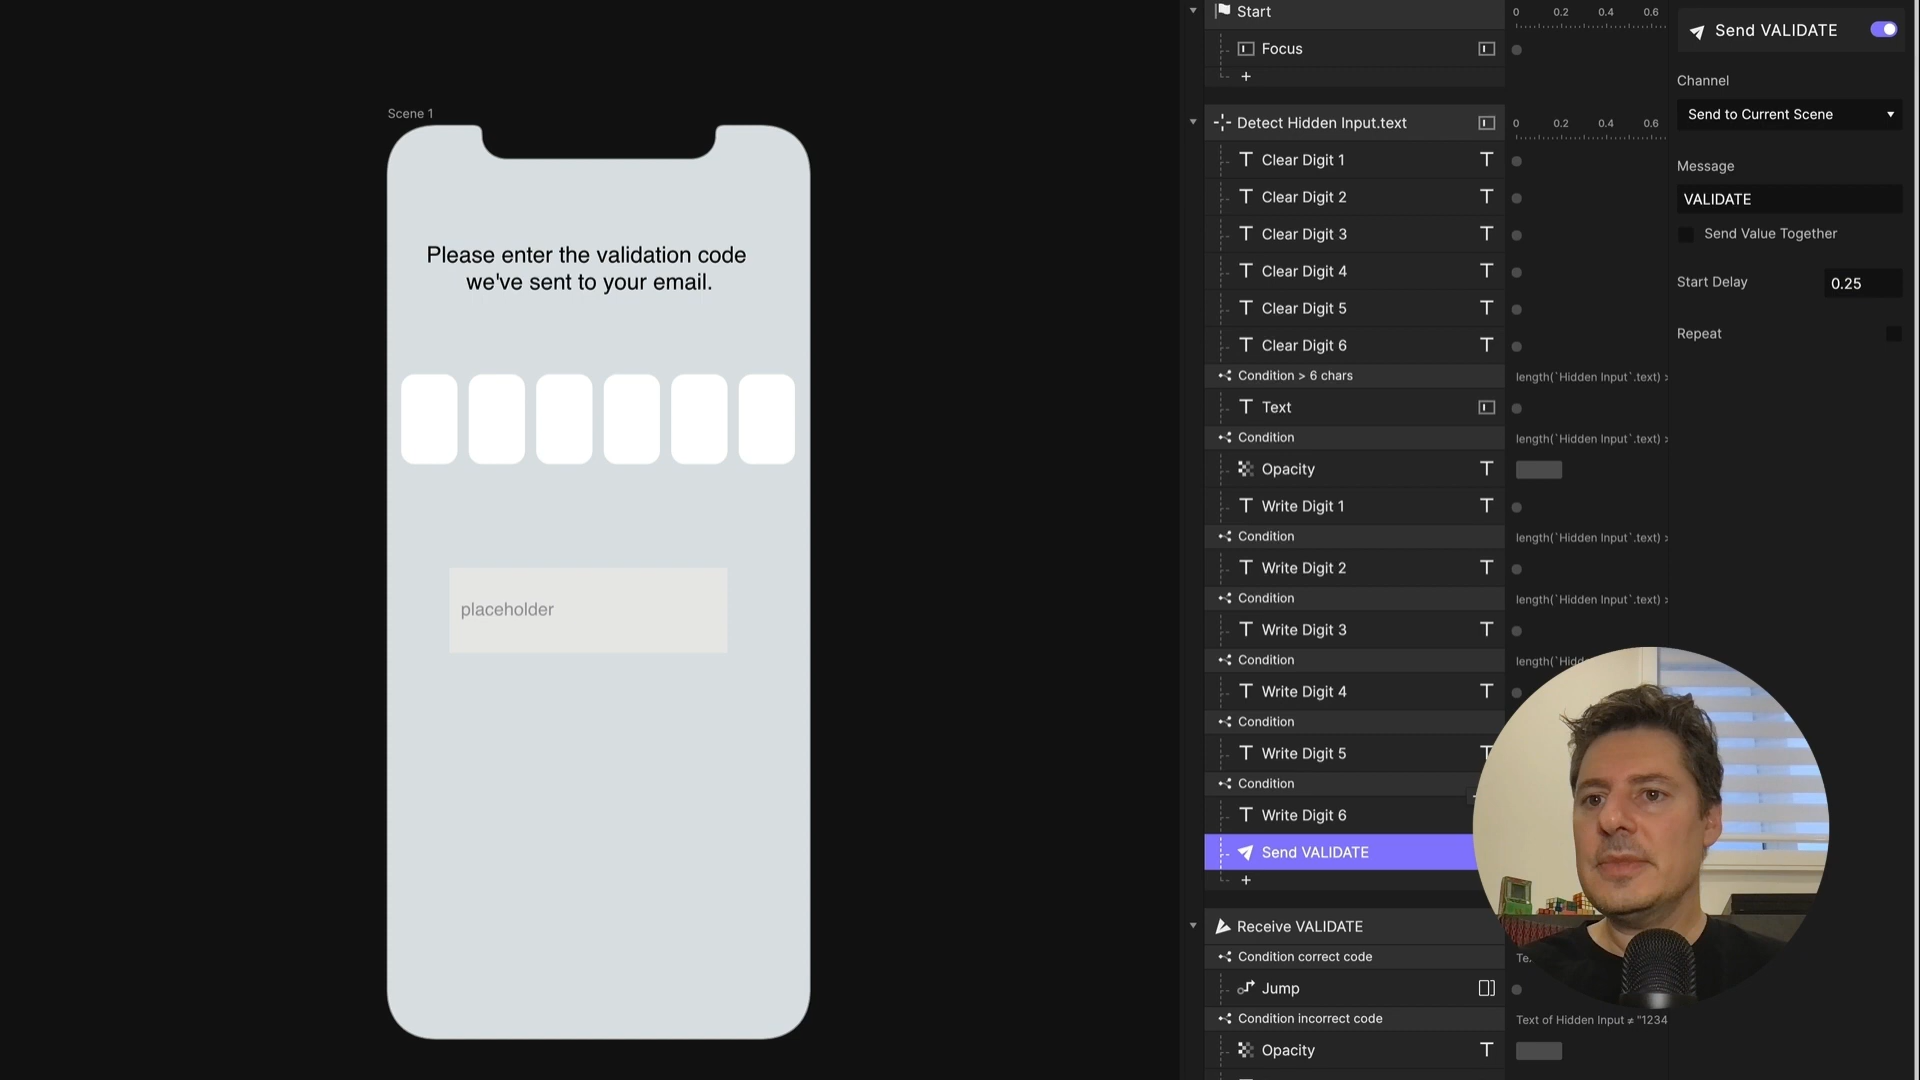 Scene 1
Please enter the validation code
we've sent to your email.
placeholder
Start
0 0.2 0.4 0.6
Focus
+
Detect Hidden Input.text
0 0.2 0.4 0.6
Clear Digit 1
Clear Digit 2
Clear Digit 3
Clear Digit 4
Clear Digit 5
Clear Digit 6
Condition > 6 chars
length(`Hidden Input`.text) >
Text
Condition
length(`Hidden Input`.text) >
Opacity
Write Digit 1
Condition
length(`Hidden Input`.text) >
Write Digit 2
Condition
length(`Hidden Input`.text) >
Write Digit 3
Condition
Write Digit 4
Condition
Write Digit 5
Condition
Write Digit 6
Send VALIDATE
+
Receive VALIDATE
Condition correct code
Jump
Condition incorrect code
Text of Hidden Input ≠ "1234
Opacity
Send VALIDATE
Channel
Send to Current Scene
Message
VALIDATE
Send Value Together
Start Delay
0.25
Repeat